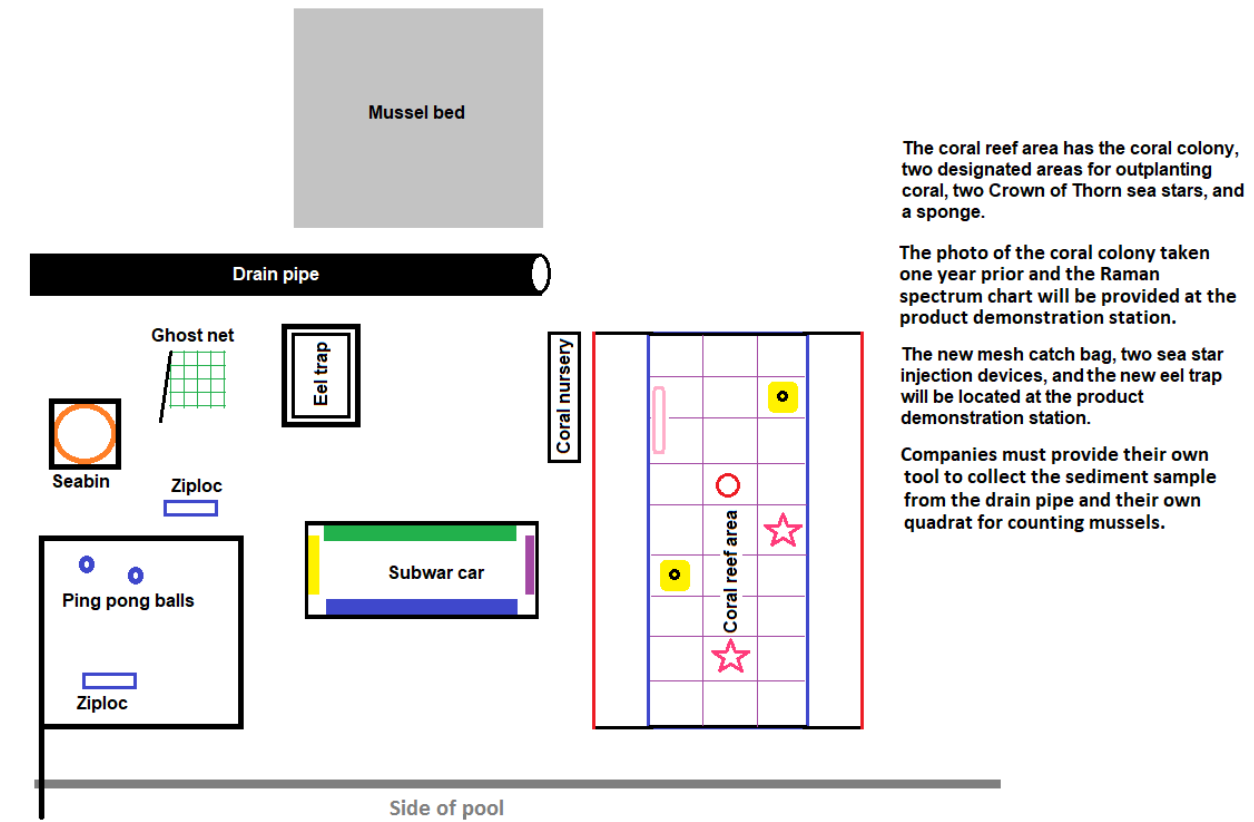 Mussel bed
The coral reef area has the coral colony,
two designated areas for outplanting
coral, two Crown of Thorn sea stars, and
a sponge.
Drain pipe
The photo of the coral colony taken
one year prior and the Raman
spectrum chart will be provided at the
product demonstration station.
Ghost net
Eel trap
Coral nursery
The new mesh catch bag, two sea star
injection devices, and the new eel trap
will be located at the product
demonstration station.
Seabin
Ziploc
Companies must provide their own
tool to collect the sediment sample
from the drain pipe and their own
quadrat for counting mussels.
Ping pong balls
Subwar car
Coral reef area
Ziploc
Side of pool